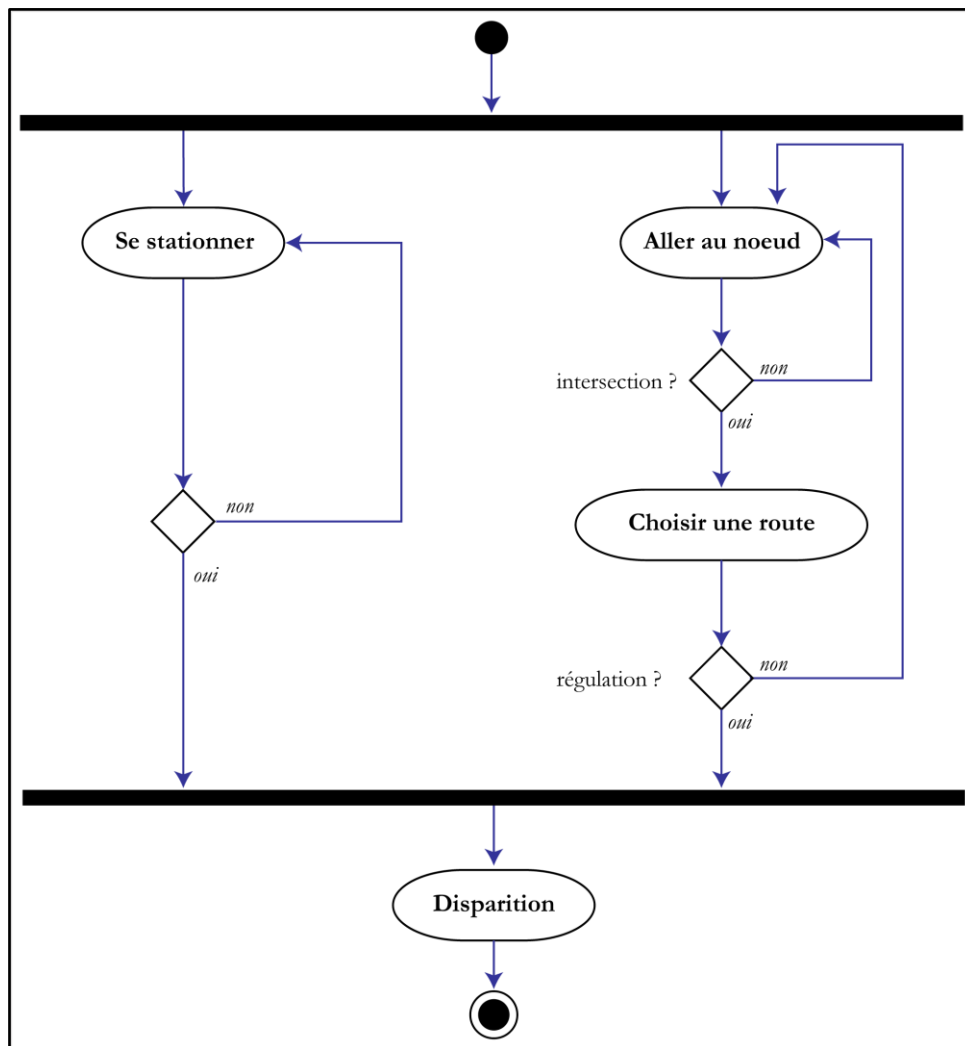 Se stationner
Aller au noeud
intersection ?
non
oui
Choisir une route
non
oui
régulation ?
non
oui
Disparition